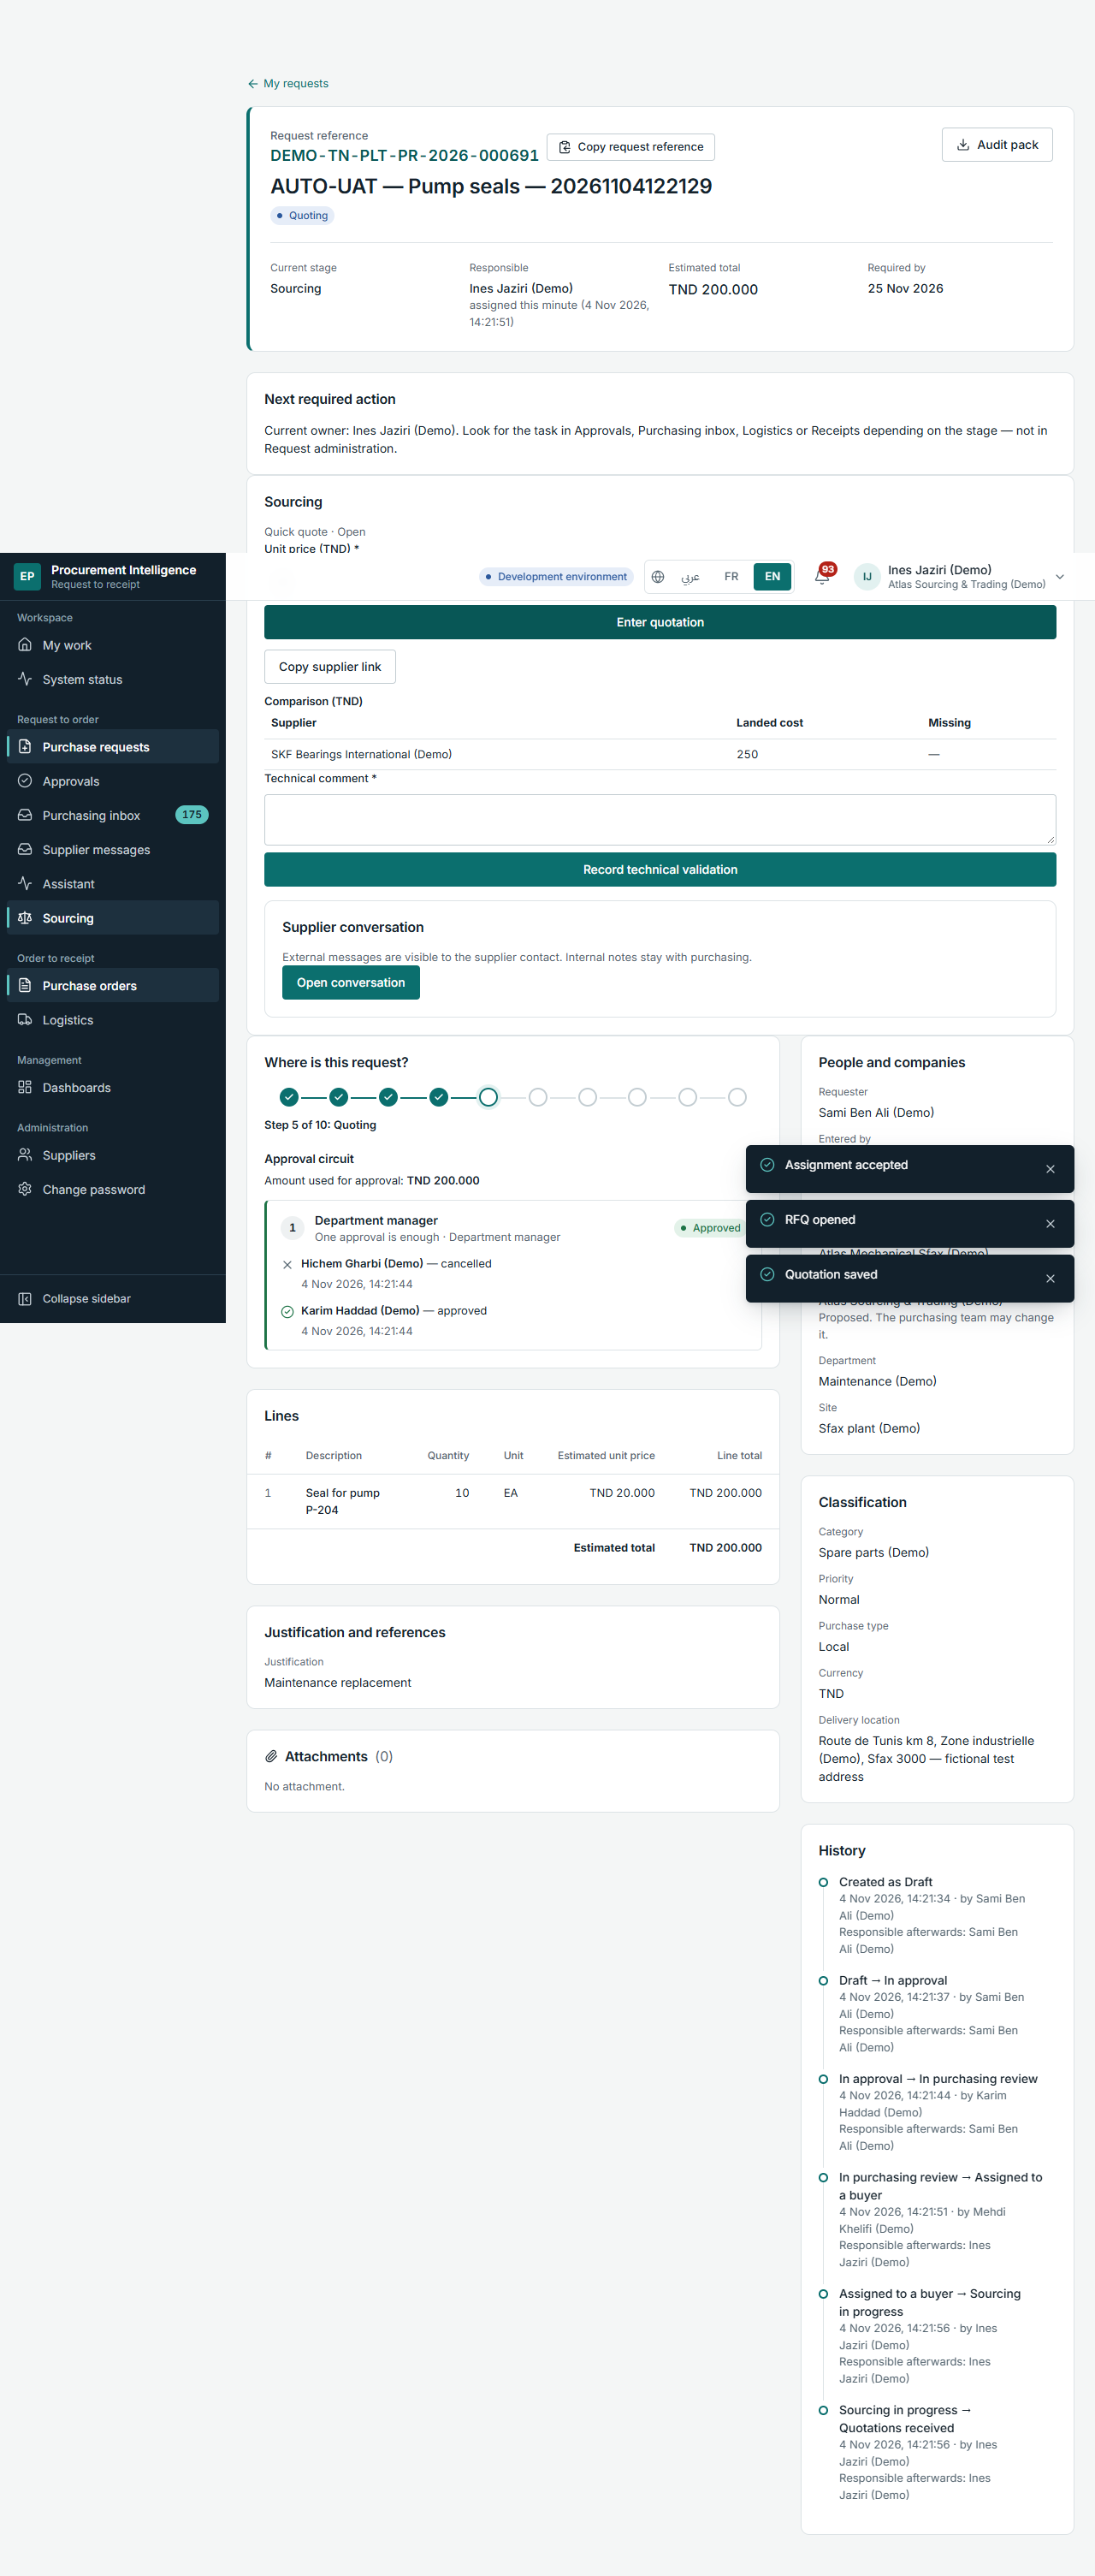 My requests
Request reference
DEMO-TN-PLT-PR-2026-000691
Copy request reference
Audit pack
AUTO-UAT — Pump seals — 20261104122129
Quoting
Current stage
Sourcing
Responsible
Ines Jaziri (Demo)
assigned this minute (4 Nov 2026,
14:21:51)
Estimated total
TND 200.000
Required by
25 Nov 2026
Next required action
Current owner: Ines Jaziri (Demo). Look for the task in Approvals, Purchasing inbox, Logistics or Receipts depending on the stage — not in
Request administration.
Sourcing
Quick quote · Open
Unit price (TND) *
EP
Procurement Intelligence
Request to receipt
Development environment
عربي
FR
EN
93
IJ
Ines Jaziri (Demo)
Atlas Sourcing & Trading (Demo)
Workspace
My work
System status
Request to order
Purchase requests
Approvals
Purchasing inbox
175
Supplier messages
Assistant
Sourcing
Order to receipt
Purchase orders
Logistics
Management
Dashboards
Administration
Suppliers
Change password
Collapse sidebar
Enter quotation
Copy supplier link
Comparison (TND)
Supplier Landed cost Missing
SKF Bearings International (Demo) 250 —
Technical comment *
Record technical validation
Supplier conversation
External messages are visible to the supplier contact. Internal notes stay with purchasing.
Open conversation
Where is this request?
Step 5 of 10: Quoting
Approval circuit
Amount used for approval: TND 200.000
1
Department manager
One approval is enough · Department manager
Approved
Hichem Gharbi (Demo) — cancelled
4 Nov 2026, 14:21:44
Karim Haddad (Demo) — approved
4 Nov 2026, 14:21:44
Lines
# Description Quantity Unit Estimated unit price Line total
1 Seal for pump 10 EA TND 20.000 TND 200.000
P-204
Estimated total TND 200.000
Justification and references
Justification
Maintenance replacement
Attachments (0)
No attachment.
People and companies
Requester
Sami Ben Ali (Demo)
Entered by
Assignment accepted
RFQ opened
Atlas Mechanical Sfax (Demo)
Quotation saved
Atlas Sourcing & Trading (Demo)
Proposed. The purchasing team may change
it.
Department
Maintenance (Demo)
Site
Sfax plant (Demo)
Classification
Category
Spare parts (Demo)
Priority
Normal
Purchase type
Local
Currency
TND
Delivery location
Route de Tunis km 8, Zone industrielle
(Demo), Sfax 3000 — fictional test
address
History
Created as Draft
4 Nov 2026, 14:21:34 · by Sami Ben
Ali (Demo)
Responsible afterwards: Sami Ben
Ali (Demo)
Draft → In approval
4 Nov 2026, 14:21:37 · by Sami Ben
Ali (Demo)
Responsible afterwards: Sami Ben
Ali (Demo)
In approval → In purchasing review
4 Nov 2026, 14:21:44 · by Karim
Haddad (Demo)
Responsible afterwards: Sami Ben
Ali (Demo)
In purchasing review → Assigned to
a buyer
4 Nov 2026, 14:21:51 · by Mehdi
Khelifi (Demo)
Responsible afterwards: Ines
Jaziri (Demo)
Assigned to a buyer → Sourcing
in progress
4 Nov 2026, 14:21:56 · by Ines
Jaziri (Demo)
Responsible afterwards: Ines
Jaziri (Demo)
Sourcing in progress →
Quotations received
4 Nov 2026, 14:21:56 · by Ines
Jaziri (Demo)
Responsible afterwards: Ines
Jaziri (Demo)